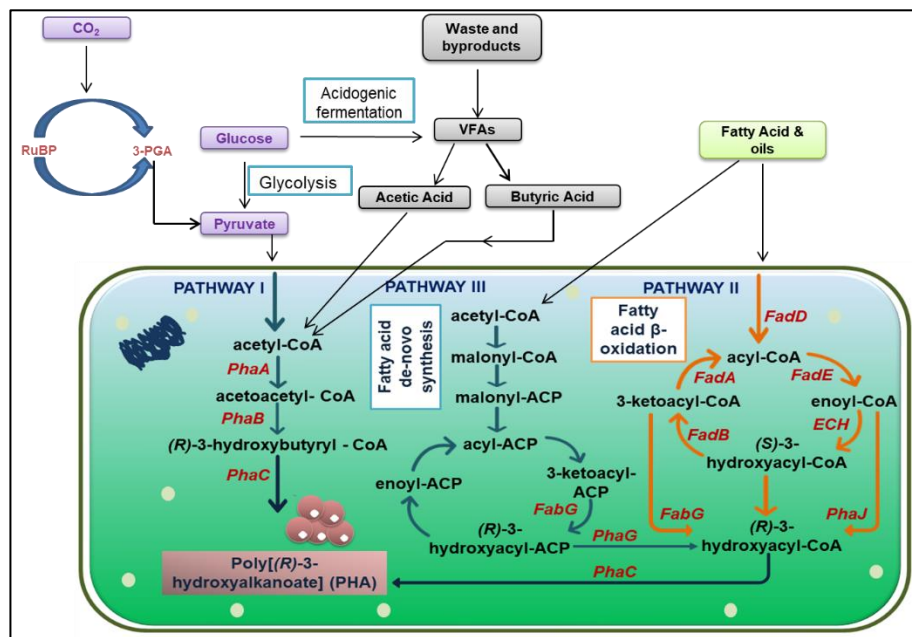 CO₂
Waste and
byproducts
Acidogenic
fermentation
RuBP
3-PGA
Glucose
VFAs
Fatty Acid &
oils
Glycolysis
Acetic Acid
Butyric Acid
Pyruvate
PATHWAY I
PATHWAY III
PATHWAY II
acetyl-CoA
PhaA
acetoacetyl- CoA
PhaB
(R)-3-hydroxybutyryl - CoA
PhaC
Poly[(R)-3-
hydroxyalkanoate] (PHA)
Fatty acid
de-novo
synthesis
acetyl-CoA
malonyl-CoA
malonyl-ACP
acyl-ACP
enoyl-ACP
3-ketoacyl-
ACP
FabG
(R)-3-
hydroxyacyl-ACP
PhaG
PhaC
Fatty
acid β-
oxidation
FadD
acyl-CoA
FadA
FadE
3-ketoacyl-CoA
enoyl-CoA
ECH
FadB
(S)-3-
hydroxyacyl-CoA
FabG
PhaJ
(R)-3-
hydroxyacyl-CoA